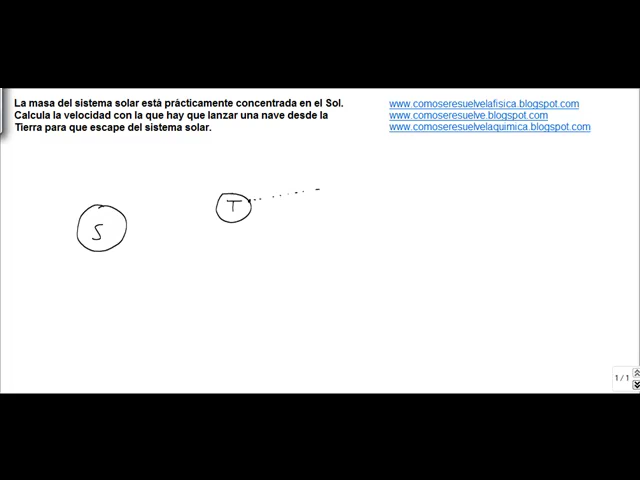 La masa del sistema solar está prácticamente concentrada en el Sol.
Calcula la velocidad con la que hay que lanzar una nave desde la
Tierra para que escape del sistema solar.
www.comoseresuelvelafisica.blogspot.com
www.comoseresuelve.blogspot.com
www.comoseresuelvelaquimica.blogspot.com
S
T
1 / 1